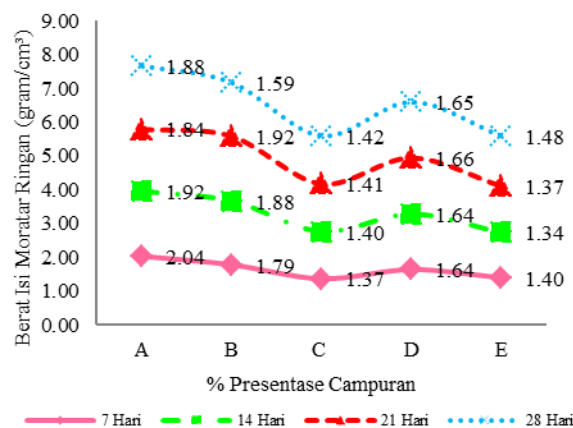 9.00
8.00
7.00
6.00
5.00
4.00
3.00
2.00
1.00
0.00
Berat Isi Moratar Ringan (gram/cm³)
1.88 1.59 1.42 1.65 1.48
1.84 1.92 1.41 1.66 1.37
1.92 1.88 1.40 1.64 1.34
2.04 1.79 1.37 1.64 1.40
A B C D E
% Presentase Campuran
7 Hari 14 Hari 21 Hari 28 Hari